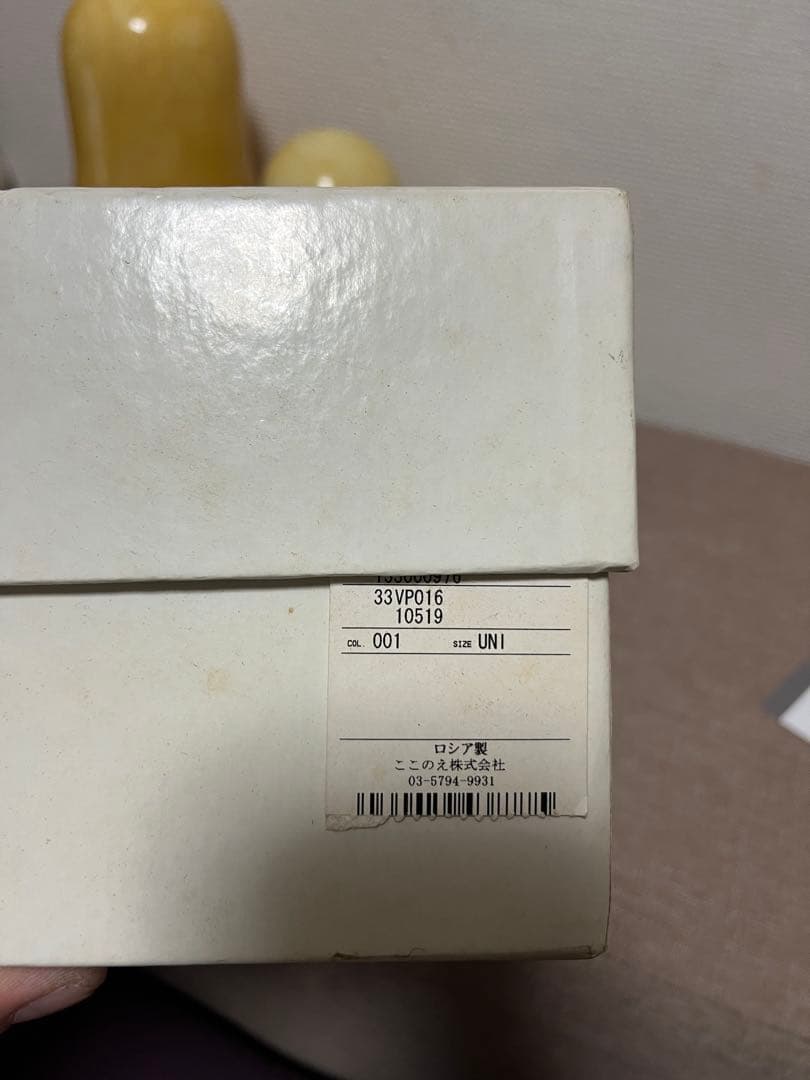 33VP016
10519
COL. 001 SIZE UNI
ロシア製
ここのえ株式会社
03-5794-9931